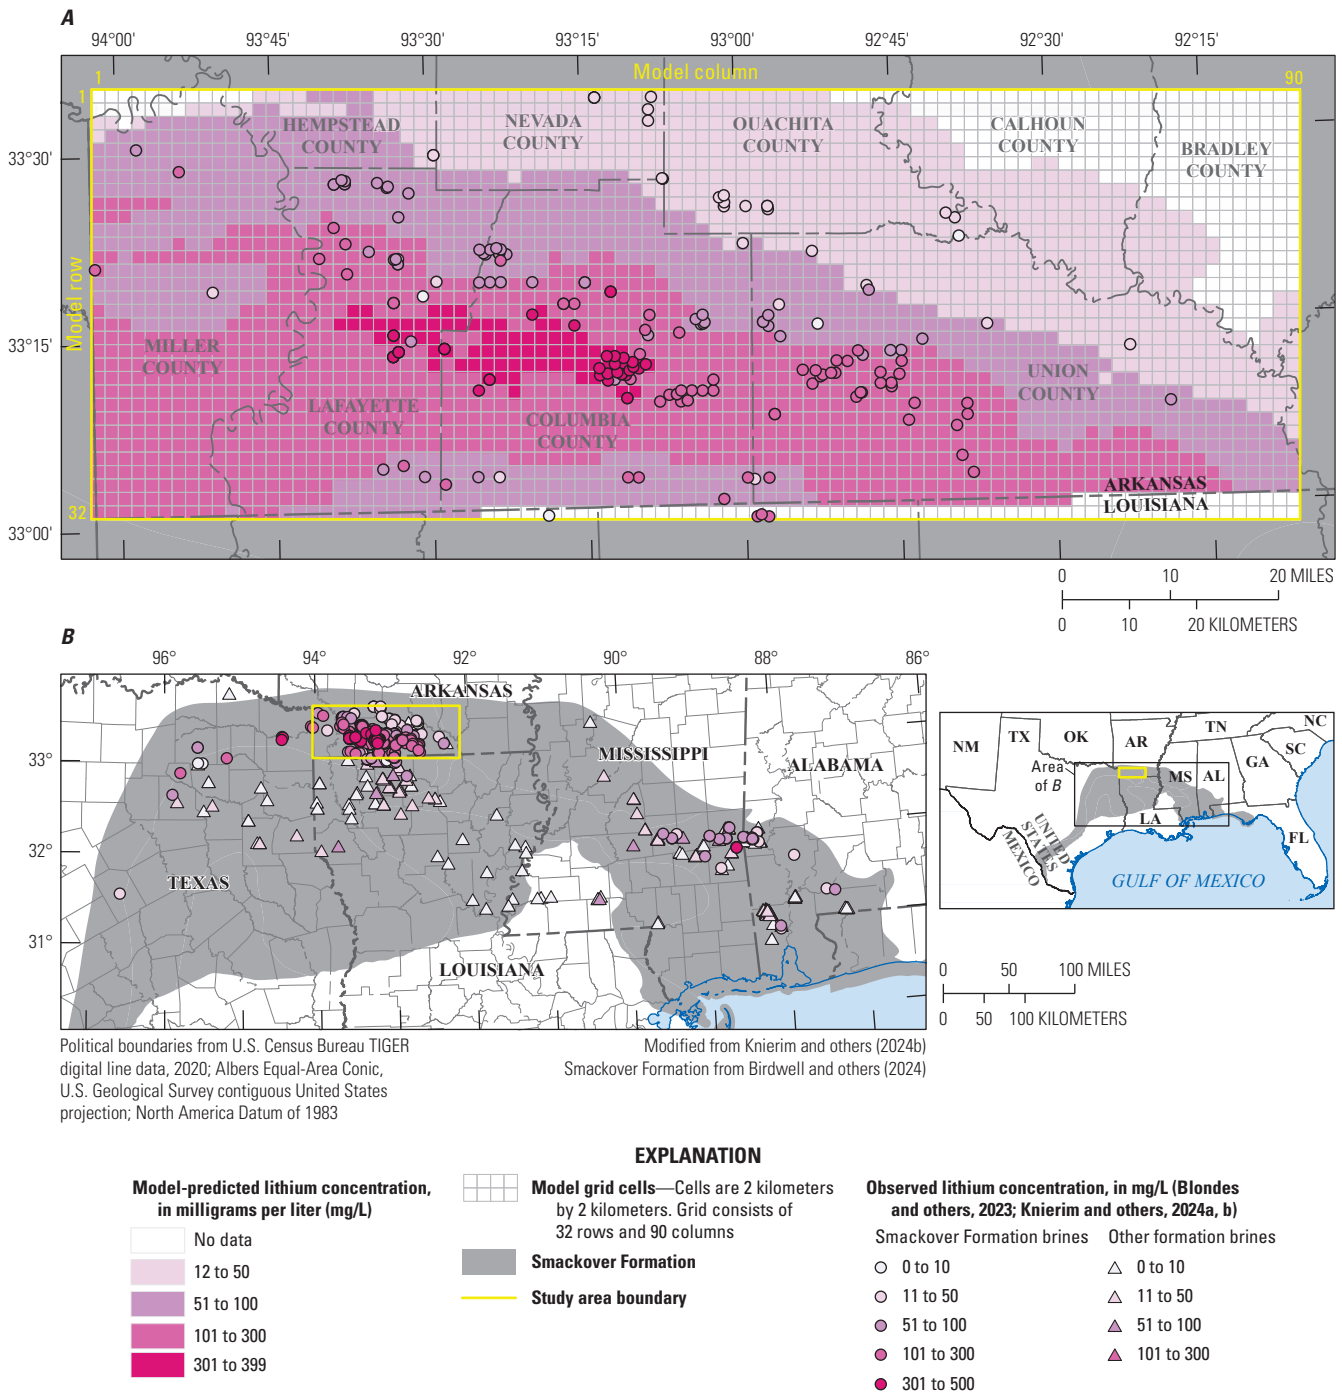 A
94°00'
93°45'
93°30'
93°15'
93°00'
92°45'
92°30'
92°15'
1
Model column
90
1
HEMPSTEAD
COUNTY
NEVADA
COUNTY
OUACHITA
COUNTY
CALHOUN
COUNTY
BRADLEY
COUNTY
33°30'
Model row
33°15'
MILLER
COUNTY
LAFAYETTE
COUNTY
COLUMBIA
COUNTY
UNION
COUNTY
ARKANSAS
LOUISIANA
32
33°00'
0 10 20 MILES
0 10 20 KILOMETERS
B
96°
94°
92°
90°
88°
86°
ARKANSAS
MISSISSIPPI
ALABAMA
33°
32°
TEXAS
31°
LOUISIANA
NM
TX
OK
AR
TN
NC
SC
GA
MS
AL
LA
FL
Area
of B
UNITED
STATES
MEXICO
GULF OF MEXICO
0 50 100 MILES
0 50 100 KILOMETERS
Political boundaries from U.S. Census Bureau TIGER
digital line data, 2020; Albers Equal-Area Conic,
U.S. Geological Survey contiguous United States
projection; North America Datum of 1983
Modified from Knierim and others (2024b)
Smackover Formation from Birdwell and others (2024)
EXPLANATION
Model-predicted lithium concentration,
in milligrams per liter (mg/L)
No data
12 to 50
51 to 100
101 to 300
301 to 399
Model grid cells—Cells are 2 kilometers
by 2 kilometers. Grid consists of
32 rows and 90 columns
Smackover Formation
Study area boundary
Observed lithium concentration, in mg/L (Blondes
and others, 2023; Knierim and others, 2024a, b)
Smackover Formation brines
0 to 10
11 to 50
51 to 100
101 to 300
301 to 500
Other formation brines
0 to 10
11 to 50
51 to 100
101 to 300